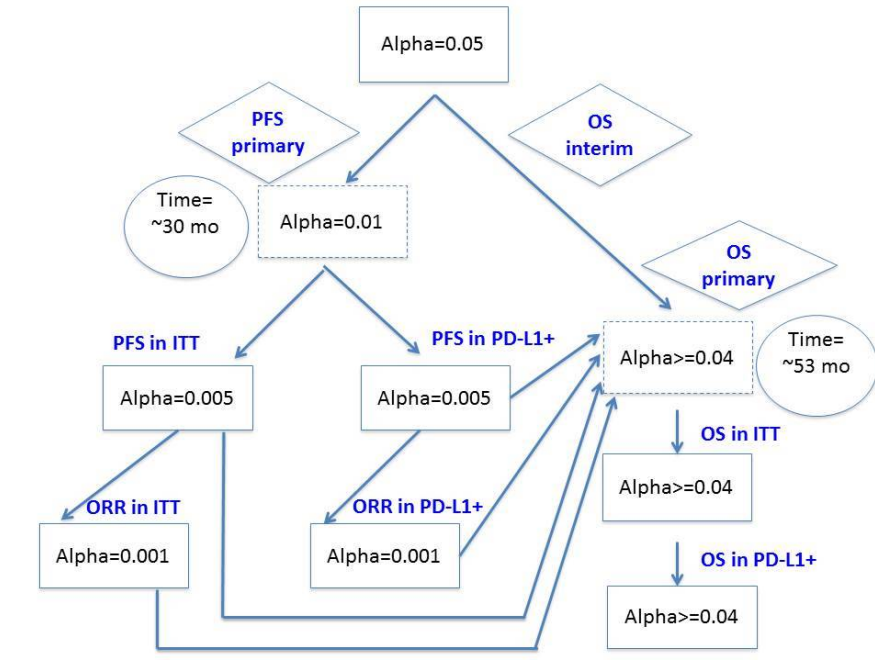 Alpha=0.05
PFS
primary
OS
interim
Time=
~30 mo
Alpha=0.01
OS
primary
PFS in ITT
PFS in PD-L1+
Alpha>=0.04
Time=
~53 mo
Alpha=0.005
Alpha=0.005
OS in ITT
Alpha>=0.04
ORR in ITT
ORR in PD-L1+
Alpha=0.001
Alpha=0.001
OS in PD-L1+
Alpha>=0.04